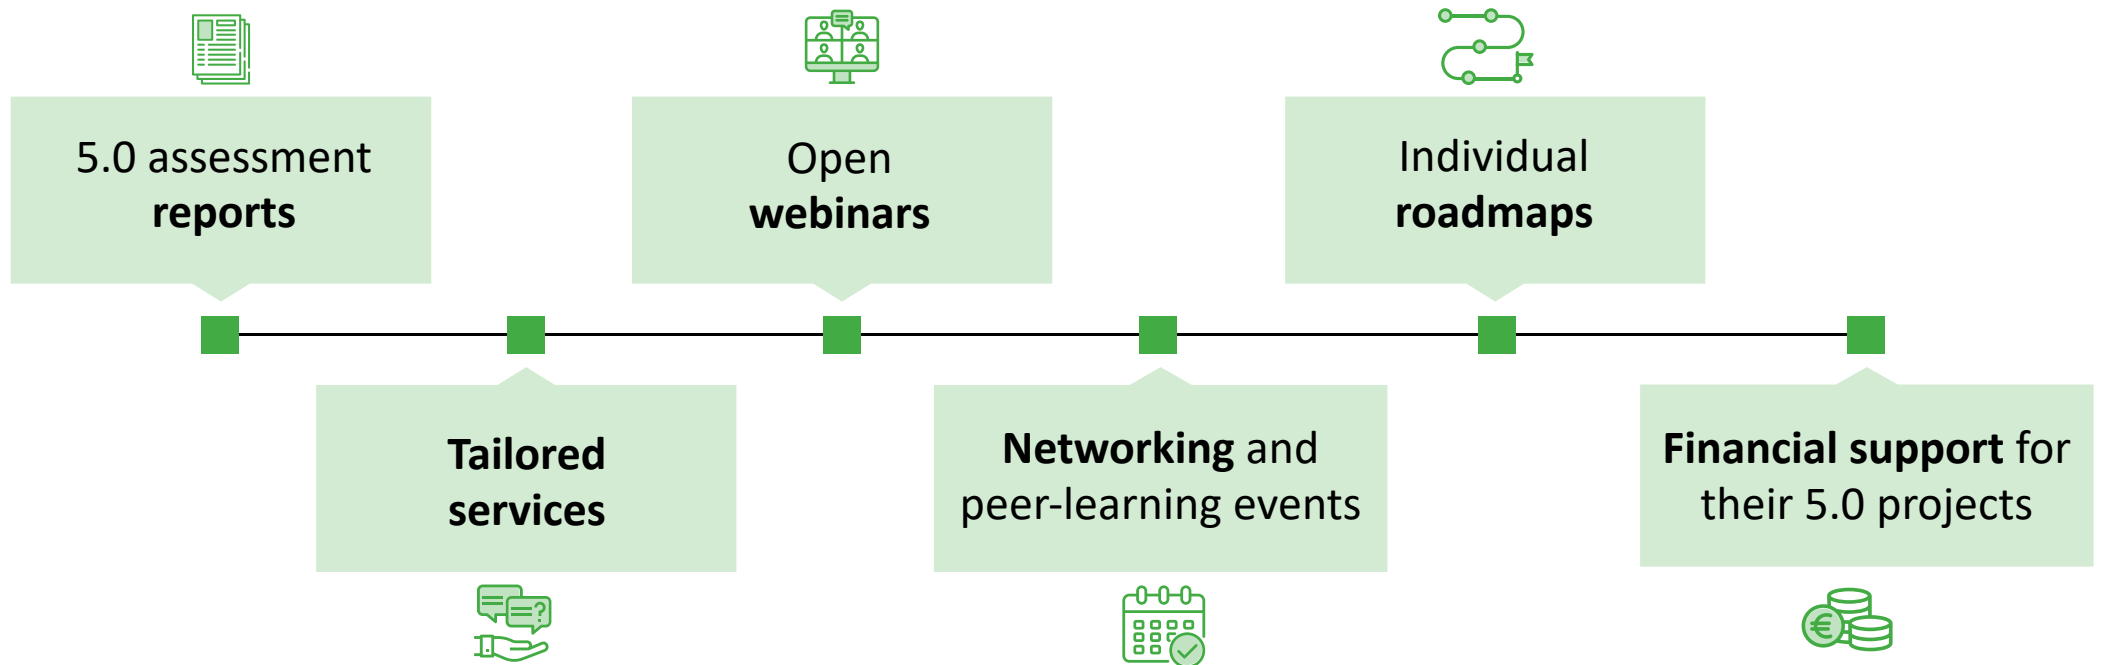 5.0 assessment
reports
Tailored
services
Open
webinars
Networking and
peer-learning events
Individual
roadmaps
Financial support for
their 5.0 projects